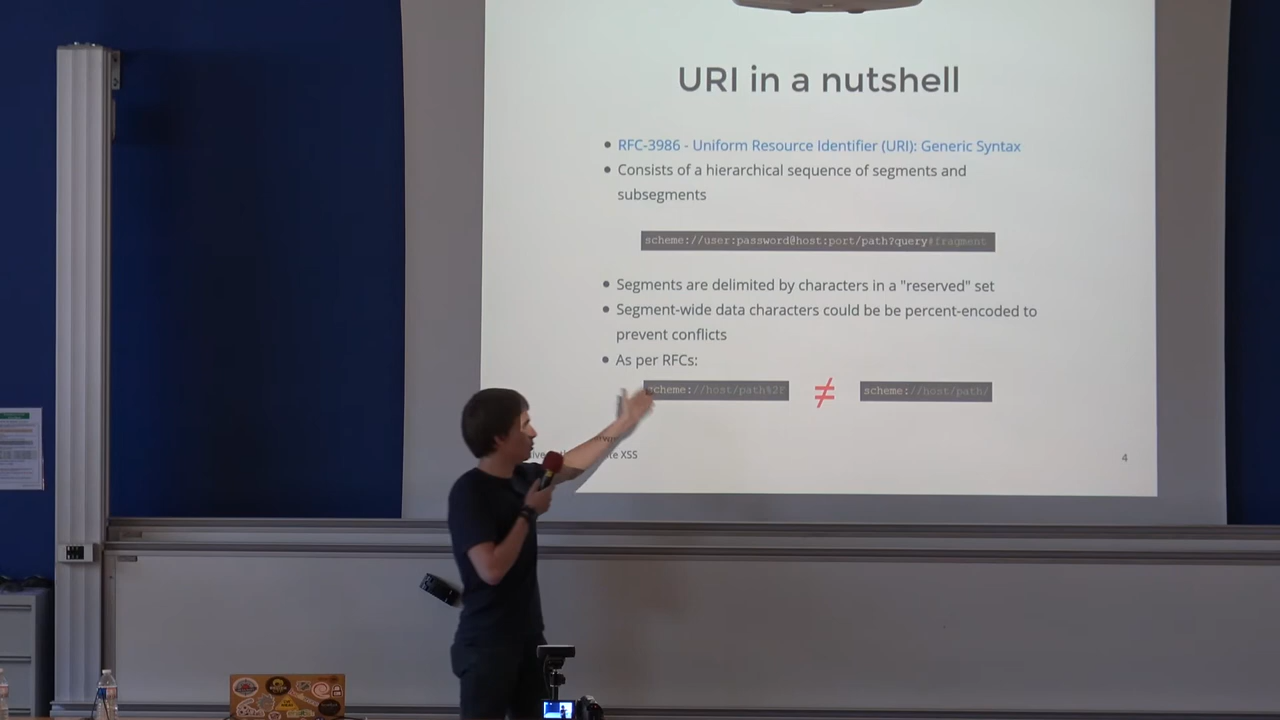 URI in a nutshell
RFC-3986 - Uniform Resource Identifier (URI): Generic Syntax
Consists of a hierarchical sequence of segments and
subsegments
scheme://user:password@host:port/path?query#fragment
Segments are delimited by characters in a "reserved" set
Segment-wide data characters could be be percent-encoded to
prevent conflicts
As per RFCs:
scheme://host/path%2F ≠ scheme://host/path/
XSS
4